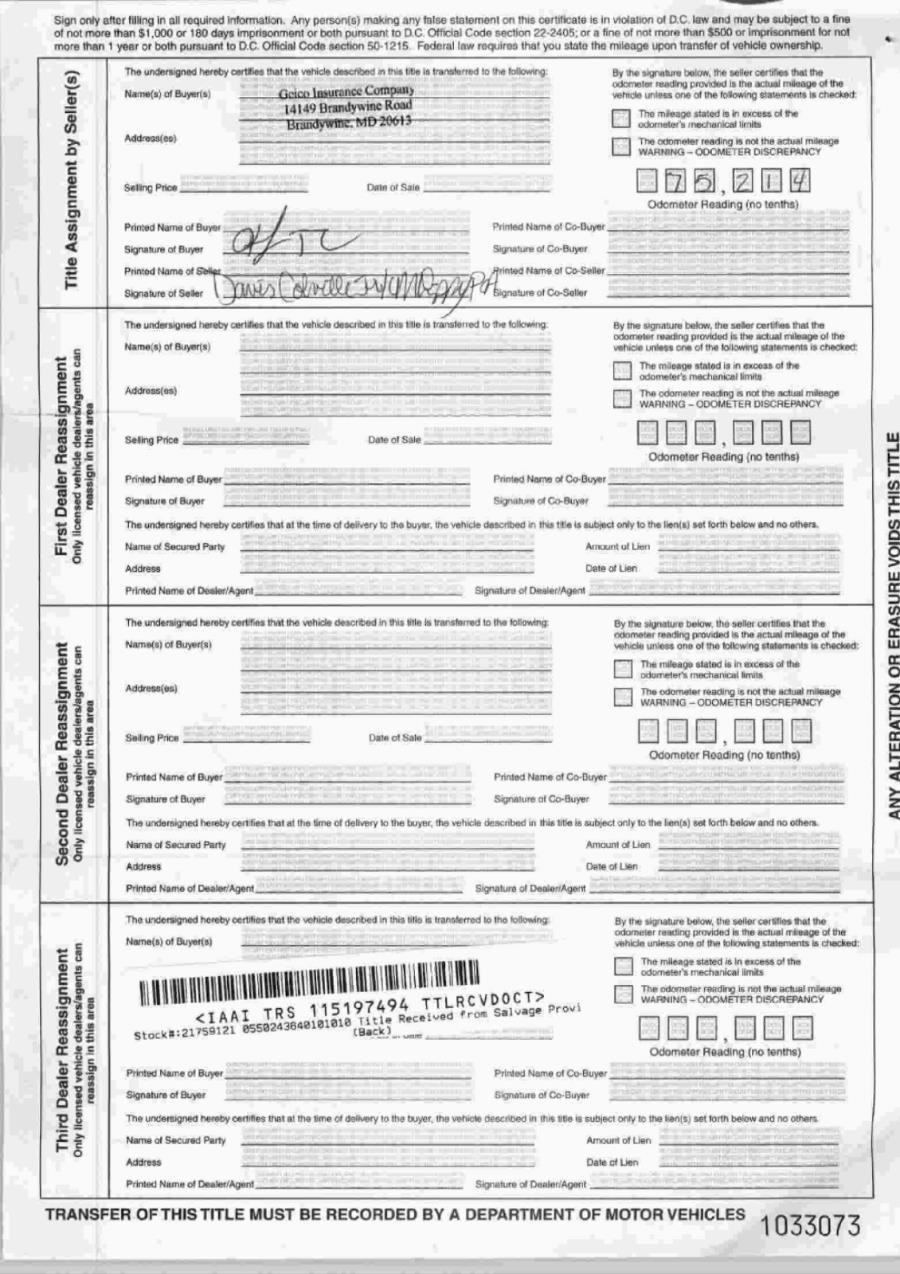 Sign only after filling in all required information. Any person(s) making any false statement on this certificate is in violation of D.C. law and may be subject to a fine
of not more than $1,000 or 180 days imprisonment or both pursuant to D.C. Official Code section 22-2405; or a fine of not more than $500 or imprisonment for not
more than 1 year or both pursuant to D.C. Official Code section 50-1215. Federal law requires that you state the mileage upon transfer of vehicle ownership.
Title Assignment by Seller(s)
The undersigned hereby certifies that the vehicle described in this title is transferred to the following:
Name(s) of Buyer(s)
Geico Insurance Company
14149 Brandywine Road
Brandywine, MD 20613
Address(es)
Selling Price
Date of Sale
By the signature below, the seller certifies that the
odometer reading provided is the actual mileage of the
vehicle unless one of the following statements is checked:
The mileage stated is in excess of the
odometer's mechanical limits
The odometer reading is not the actual mileage
WARNING – ODOMETER DISCREPANCY
75,214
Odometer Reading (no tenths)
Printed Name of Buyer
Printed Name of Co-Buyer
Signature of Buyer
Signature of Co-Buyer
Printed Name of Seller
Printed Name of Co-Seller
Signature of Seller
Signature of Co-Seller
First Dealer Reassignment
Only licensed vehicle dealers/agents can
reassign in this area
The undersigned hereby certifies that the vehicle described in this title is transferred to the following:
Name(s) of Buyer(s)
Address(es)
Selling Price
Date of Sale
By the signature below, the seller certifies that the
odometer reading provided is the actual mileage of the
vehicle unless one of the following statements is checked:
The mileage stated is in excess of the
odometer's mechanical limits
The odometer reading is not the actual mileage
WARNING – ODOMETER DISCREPANCY
,
Odometer Reading (no tenths)
Printed Name of Buyer
Printed Name of Co-Buyer
Signature of Buyer
Signature of Co-Buyer
The undersigned hereby certifies that at the time of delivery to the buyer, the vehicle described in this title is subject only to the lien(s) set forth below and no others.
Name of Secured Party
Amount of Lien
Address
Date of Lien
Printed Name of Dealer/Agent
Signature of Dealer/Agent
Second Dealer Reassignment
Only licensed vehicle dealers/agents can
reassign in this area
The undersigned hereby certifies that the vehicle described in this title is transferred to the following:
Name(s) of Buyer(s)
Address(es)
Selling Price
Date of Sale
By the signature below, the seller certifies that the
odometer reading provided is the actual mileage of the
vehicle unless one of the following statements is checked:
The mileage stated is in excess of the
odometer's mechanical limits
The odometer reading is not the actual mileage
WARNING – ODOMETER DISCREPANCY
,
Odometer Reading (no tenths)
Printed Name of Buyer
Printed Name of Co-Buyer
Signature of Buyer
Signature of Co-Buyer
The undersigned hereby certifies that at the time of delivery to the buyer, the vehicle described in this title is subject only to the lien(s) set forth below and no others.
Name of Secured Party
Amount of Lien
Address
Date of Lien
Printed Name of Dealer/Agent
Signature of Dealer/Agent
Third Dealer Reassignment
Only licensed vehicle dealers/agents can
reassign in this area
The undersigned hereby certifies that the vehicle described in this title is transferred to the following:
Name(s) of Buyer(s)
<IAAI TRS 115197494 TTLRCVDOCT>
Stock#:21759121 0550243840101010 Title Received from Salvage Provi
(Back)
By the signature below, the seller certifies that the
odometer reading provided is the actual mileage of the
vehicle unless one of the following statements is checked:
The mileage stated is in excess of the
odometer's mechanical limits
The odometer reading is not the actual mileage
WARNING – ODOMETER DISCREPANCY
,
Odometer Reading (no tenths)
Printed Name of Buyer
Printed Name of Co-Buyer
Signature of Buyer
Signature of Co-Buyer
The undersigned hereby certifies that at the time of delivery to the buyer, the vehicle described in this title is subject only to the lien(s) set forth below and no others.
Name of Secured Party
Amount of Lien
Address
Date of Lien
Printed Name of Dealer/Agent
Signature of Dealer/Agent
ANY ALTERATION OR ERASURE VOIDS THIS TITLE
TRANSFER OF THIS TITLE MUST BE RECORDED BY A DEPARTMENT OF MOTOR VEHICLES
1033073